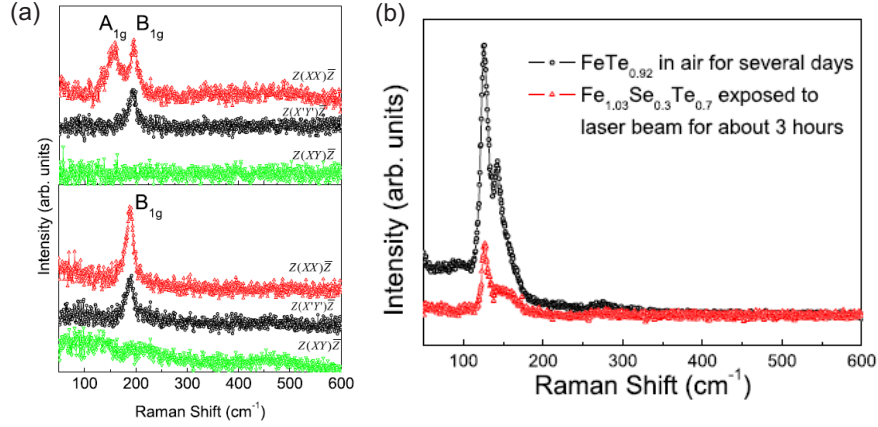 (a)
A1g B1g
Z(XX)Z̅
Z(X'Y')Z̅
Z(XY)Z̅
B1g
Z(XX)Z̅
Z(X'Y')Z̅
Z(XY)Z̅
Intensity (arb. units)
100 200 300 400 500 600
Raman Shift (cm⁻¹)
(b)
FeTe0.92 in air for several days
Fe1.03Se0.3Te0.7 exposed to
laser beam for about 3 hours
Intensity (arb. units)
100 200 300 400 500 600
Raman Shift (cm⁻¹)